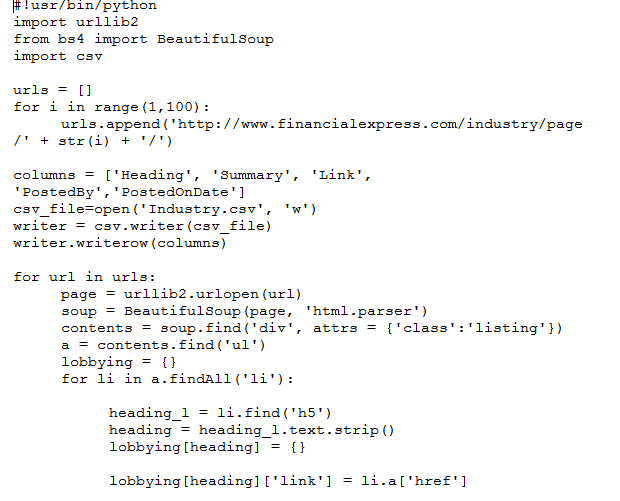 #!usr/bin/python
import urllib2
from bs4 import BeautifulSoup
import csv

urls = []
for i in range(1,100):
    urls.append('http://www.financialexpress.com/industry/page
/' + str(i) + '/')

columns = ['Heading', 'Summary', 'Link',
'PostedBy','PostedOnDate']
csv_file=open('Industry.csv', 'w')
writer = csv.writer(csv_file)
writer.writerow(columns)

for url in urls:
    page = urllib2.urlopen(url)
    soup = BeautifulSoup(page, 'html.parser')
    contents = soup.find('div', attrs = {'class':'listing'})
    a = contents.find('ul')
    lobbying = {}
    for li in a.findAll('li'):

        heading_l = li.find('h5')
        heading = heading_l.text.strip()
        lobbying[heading] = {}

        lobbying[heading]['link'] = li.a['href']